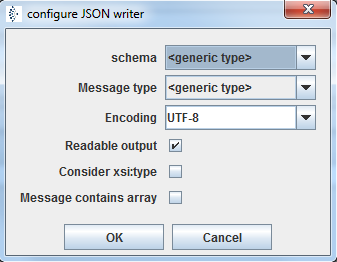 configure JSON writer
schema <generic type>
Message type <generic type>
Encoding UTF-8
Readable output
Consider xsi:type
Message contains array
OK Cancel